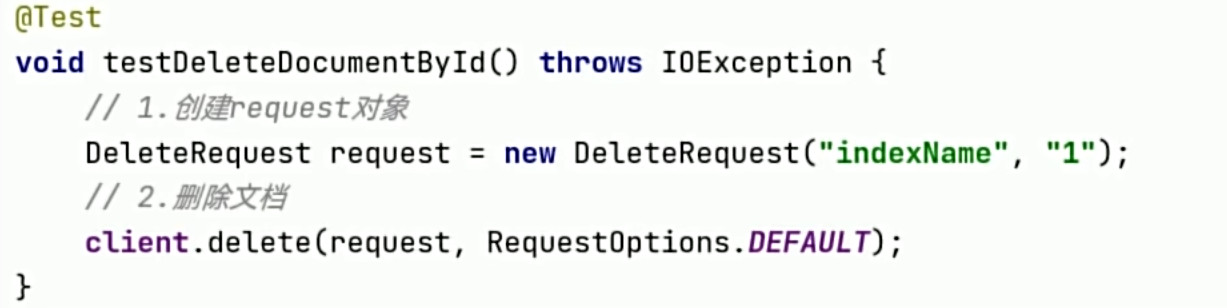 @Test
void testDeleteDocumentById() throws IOException {
    // 1.创建request对象
    DeleteRequest request = new DeleteRequest("indexName", "1");
    // 2.删除文档
    client.delete(request, RequestOptions.DEFAULT);
}